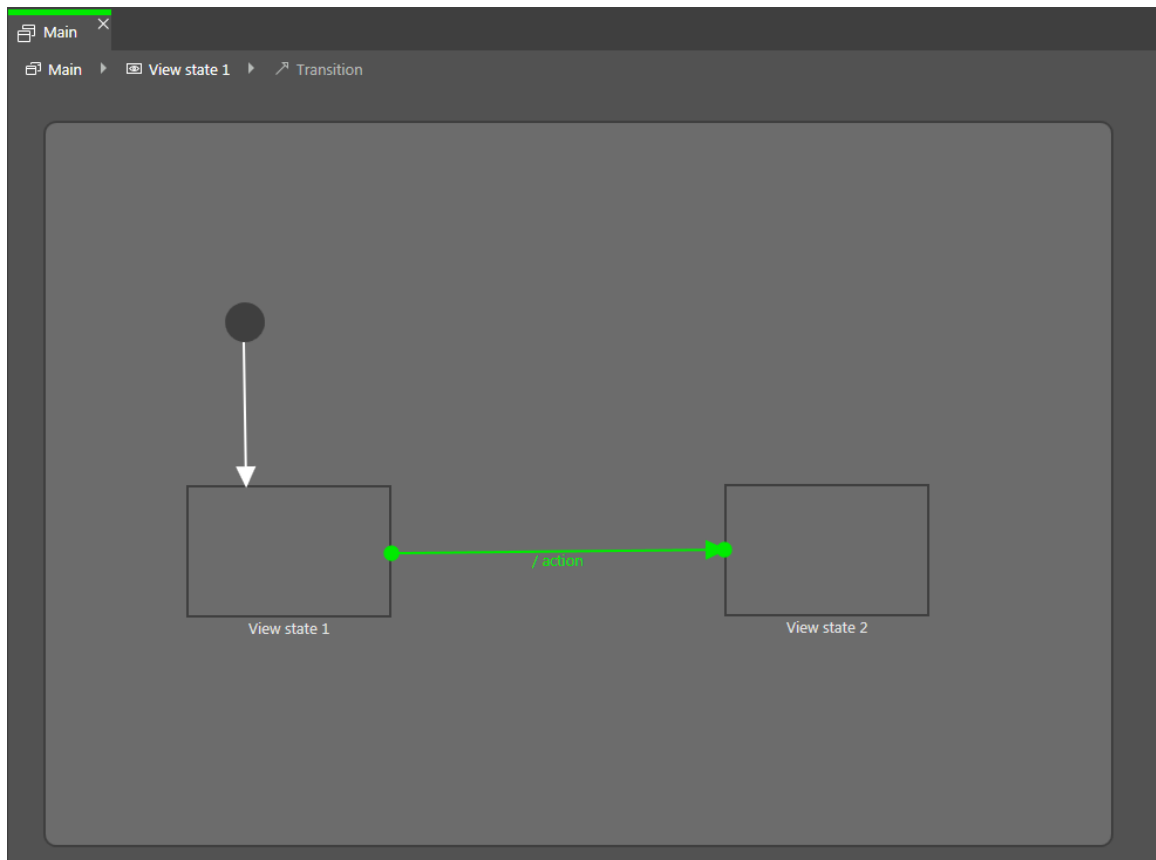 Main
Main View state 1 Transition
/ action
View state 1
View state 2